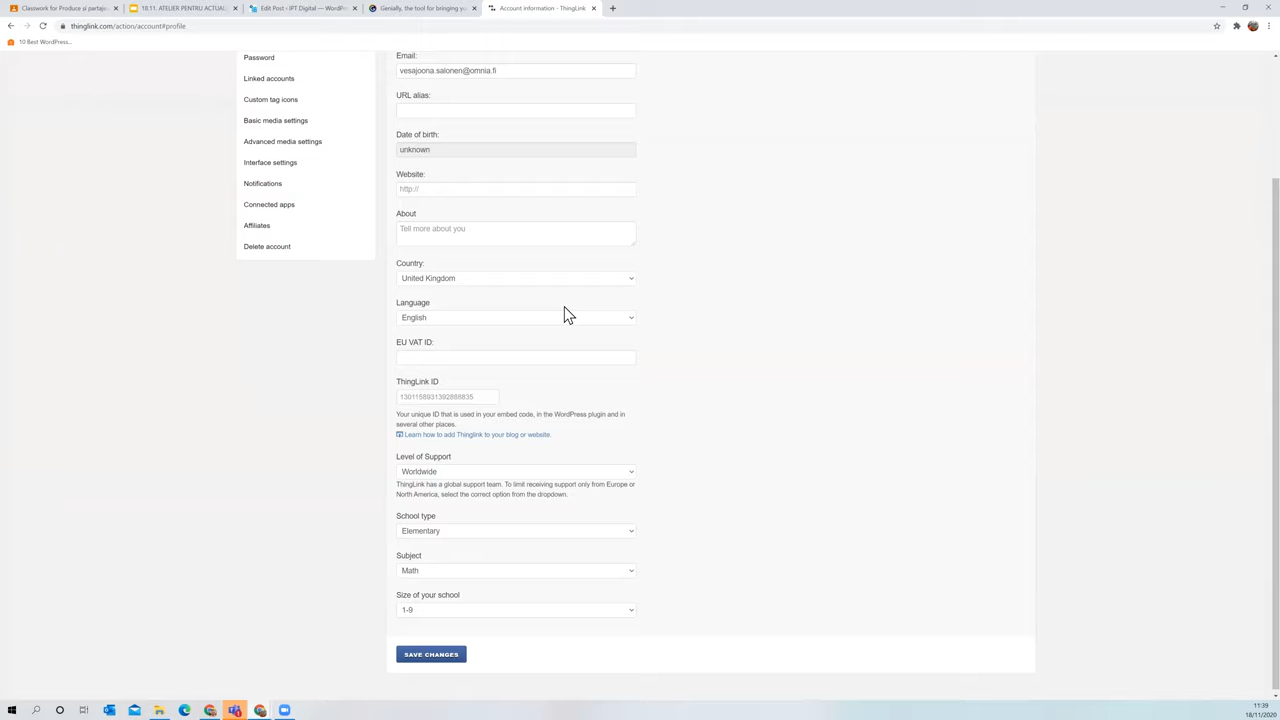 Classwork for Produce si partajo
18.11. ATELIER PENTRU ACTUAL
Edit Post ‹ IPT Digital — WordPr
Genially, the tool for bringing yo
Account information - ThingLink
thinglink.com/action/account#profile
10 Best WordPress...
Password
Linked accounts
Custom tag icons
Basic media settings
Advanced media settings
Interface settings
Notifications
Connected apps
Affiliates
Delete account
Email:
vesajoona.salonen@omnia.fi
URL alias:
Date of birth:
unknown
Website:
http://
About
Tell more about you
Country:
United Kingdom
Language
English
EU VAT ID:
ThingLink ID
1301158931392888835
Your unique ID that is used in your embed code, in the WordPress plugin and in
several other places.
Learn how to add Thinglink to your blog or website.
Level of Support
Worldwide
ThingLink has a global support team. To limit receiving support only from Europe or
North America, select the correct option from the dropdown.
School type
Elementary
Subject
Math
Size of your school
1-9
SAVE CHANGES
11:39
18/11/2020